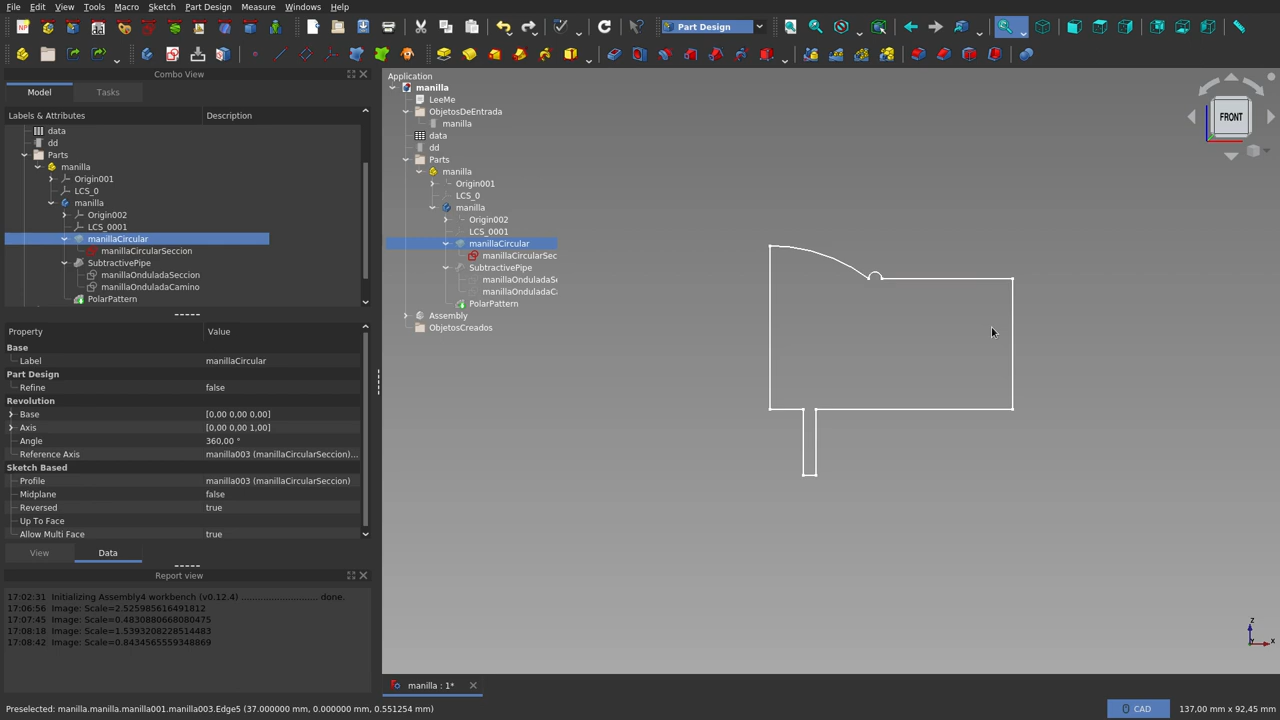 File Edit View Tools Macro Sketch Part Design Measure Windows Help
Part Design
Combo View
Model Tasks
Labels & Attributes Description
data
dd
Parts
manilla
Origin001
LCS_0
manilla
Origin002
LCS_0001
manillaCircular
manillaCircularSeccion
SubtractivePipe
manillaOnduladaSeccion
manillaOnduladaCamino
PolarPattern
Property Value
Base
Label manillaCircular
Part Design
Refine false
Revolution
Base [0,00 0,00 0,00]
Axis [0,00 0,00 1,00]
Angle 360,00 °
Reference Axis manilla003 (manillaCircularSeccion)...
Sketch Based
Profile manilla003 (manillaCircularSeccion)
Midplane false
Reversed true
Up To Face
Allow Multi Face true
View Data
Report view
17:02:31 Initializing Assembly4 workbench (v0.12.4) ............................ done.
17:06:56 Image: Scale=2.525985616491812
17:07:45 Image: Scale=0.4830880668080475
17:08:18 Image: Scale=1.5393208228514483
17:08:42 Image: Scale=0.8434565559348869
Application
manilla
LeeMe
ObjetosDeEntrada
manilla
data
dd
Parts
manilla
Origin001
LCS_0
manilla
Origin002
LCS_0001
manillaCircular
manillaCircularSec
SubtractivePipe
manillaOnduladaSe
manillaOnduladaCa
PolarPattern
Assembly
ObjetosCreados
FRONT
Z
Y
X
manilla : 1*
Preselected: manilla.manilla.manilla001.manilla003.Edge5 (37.000000 mm, 0.000000 mm, 0.551254 mm)
CAD
137,00 mm x 92,45 mm